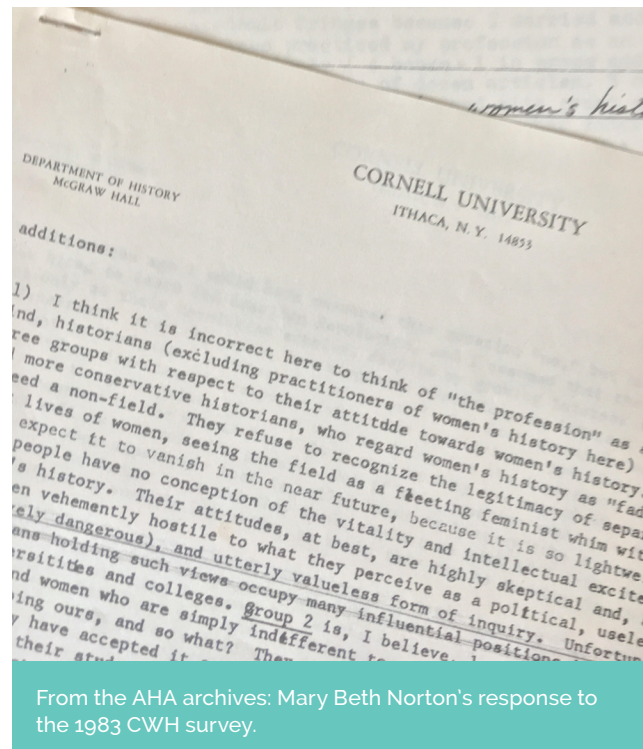 women's hist
DEPARTMENT OF HISTORY
McGRAW HALL
CORNELL UNIVERSITY
ITHACA, N. Y. 14853
additions:
1) I think it is incorrect here to think of "the profession" as
nd, historians (excluding practitioners of women's history here)
ree groups with respect to their attitdde towards women's history.
more conservative historians, who regard women's history as "fad
eed a non-field. They refuse to recognize the legitimacy of sepa
lives of women, seeing the field as a fleeting feminist whim wit
expect it to vanish in the near future, because it is so lightwe
people have no conception of the vitality and intellectual excite
's history. Their attitudes, at best, are highly skeptical and,
en vehemently hostile to what they perceive as a political, usele
ely dangerous), and utterly valueless form of inquiry. Unfortun
ans holding such views occupy many influential positions
ersitites and colleges. Group 2 is, I believe,
nd women who are simply indifferent to
ing ours, and so what? The
y have accepted it
their stu
From the AHA archives: Mary Beth Norton's response to
the 1983 CWH survey.